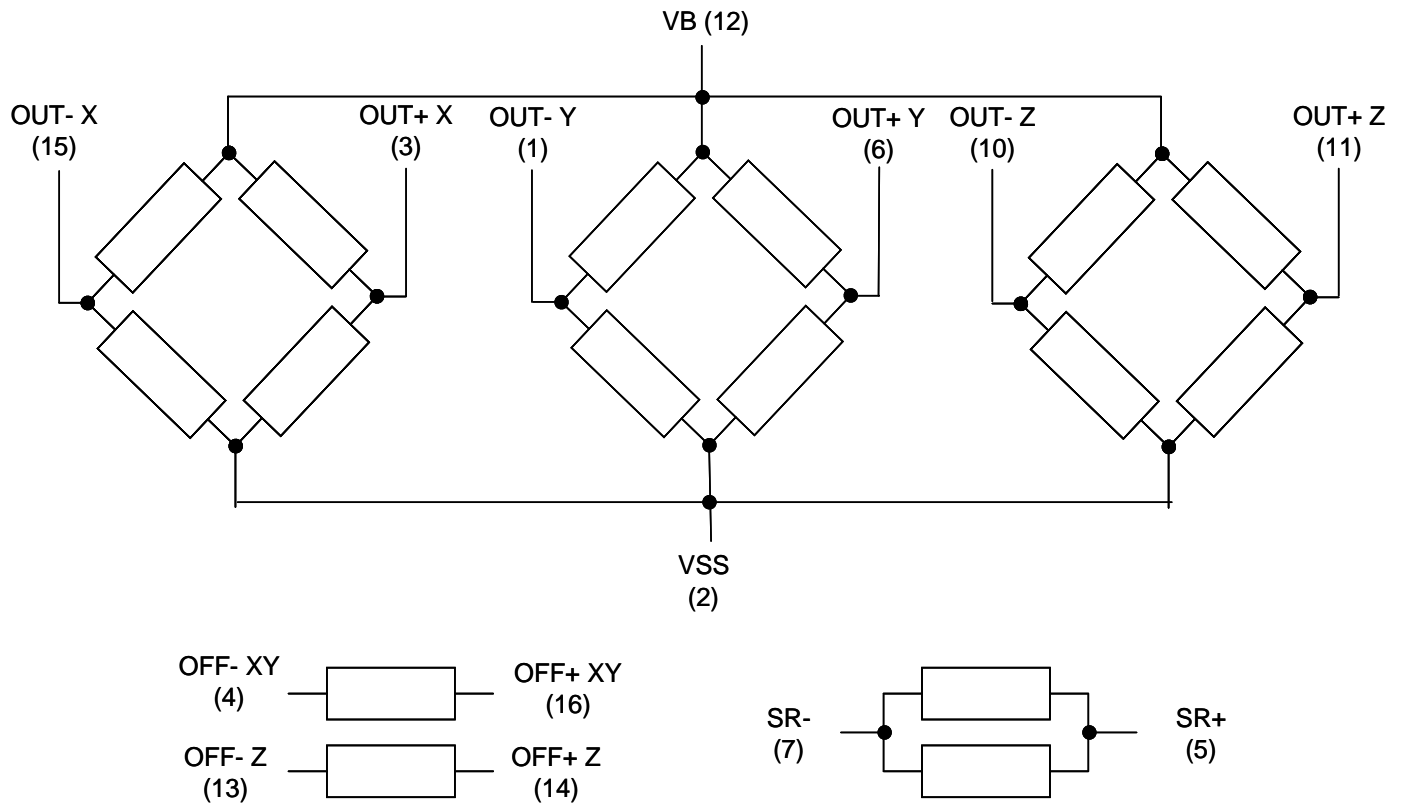 VB (12)
OUT- X
(15)
OUT+ X
(3)
OUT- Y
(1)
OUT+ Y
(6)
OUT- Z
(10)
OUT+ Z
(11)
VSS
(2)
OFF- XY
(4)
OFF+ XY
(16)
OFF- Z
(13)
OFF+ Z
(14)
SR-
(7)
SR+
(5)